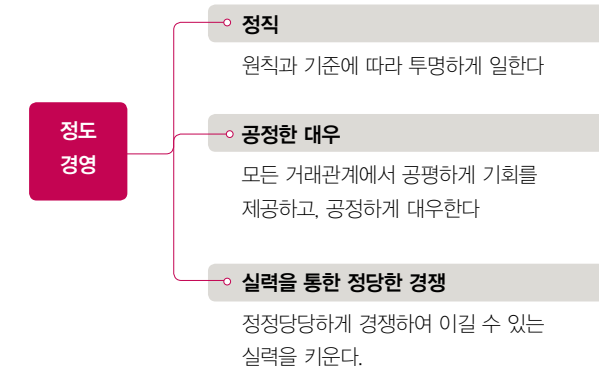 정도
경영
정직
원칙과 기준에 따라 투명하게 일한다
공정한 대우
모든 거래관계에서 공평하게 기회를
제공하고, 공정하게 대우한다
실력을 통한 정당한 경쟁
정정당당하게 경쟁하여 이길 수 있는
실력을 키운다.